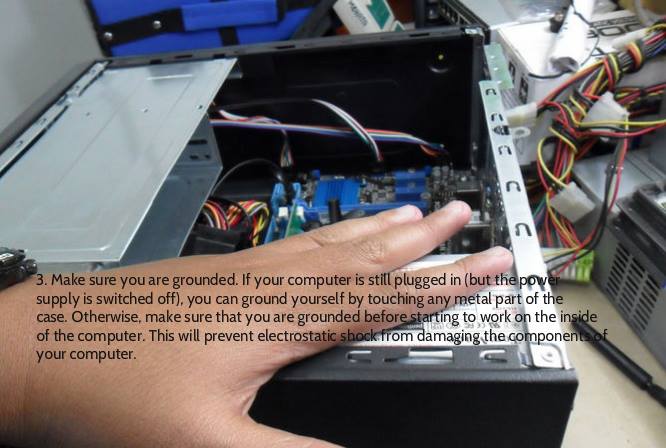 3. Make sure you are grounded. If your computer is still plugged in (but the power
supply is switched off), you can ground yourself by touching any metal part of the
case. Otherwise, make sure that you are grounded before starting to work on the inside
of the computer. This will prevent electrostatic shock from damaging the components of
your computer.